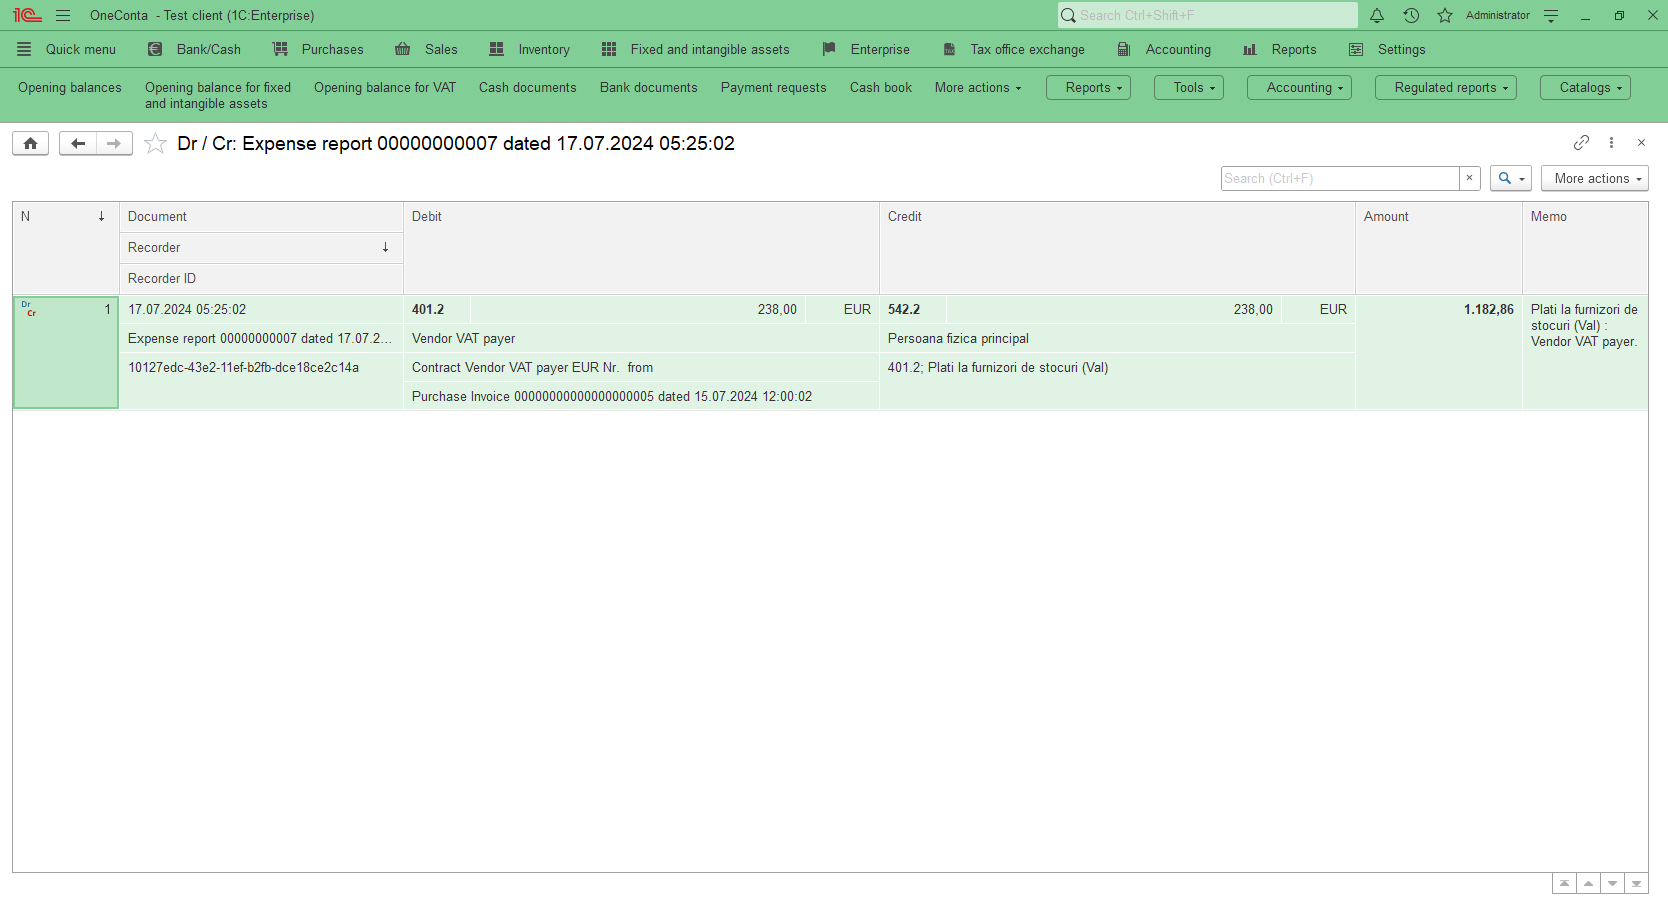 OneConta - Test client (1C:Enterprise)
Search Ctrl+Shift+F
Administrator
Quick menu
Bank/Cash
Purchases
Sales
Inventory
Fixed and intangible assets
Enterprise
Tax office exchange
Accounting
Reports
Settings
Opening balances
Opening balance for fixed
and intangible assets
Opening balance for VAT
Cash documents
Bank documents
Payment requests
Cash book
More actions
Reports
Tools
Accounting
Regulated reports
Catalogs
Dr / Cr: Expense report 00000000007 dated 17.07.2024 05:25:02
Search (Ctrl+F)
More actions
N
Document
Debit
Credit
Amount
Memo
Recorder
Recorder ID
Dr
Cr
1
17.07.2024 05:25:02
401.2
238,00
EUR
542.2
238,00
EUR
1.182,86
Plati la furnizori de
stocuri (Val) :
Vendor VAT payer.
Expense report 00000000007 dated 17.07.2...
Vendor VAT payer
Persoana fizica principal
10127edc-43e2-11ef-b2fb-dce18ce2c14a
Contract Vendor VAT payer EUR Nr.  from
401.2; Plati la furnizori de stocuri (Val)
Purchase Invoice 00000000000000000005 dated 15.07.2024 12:00:02